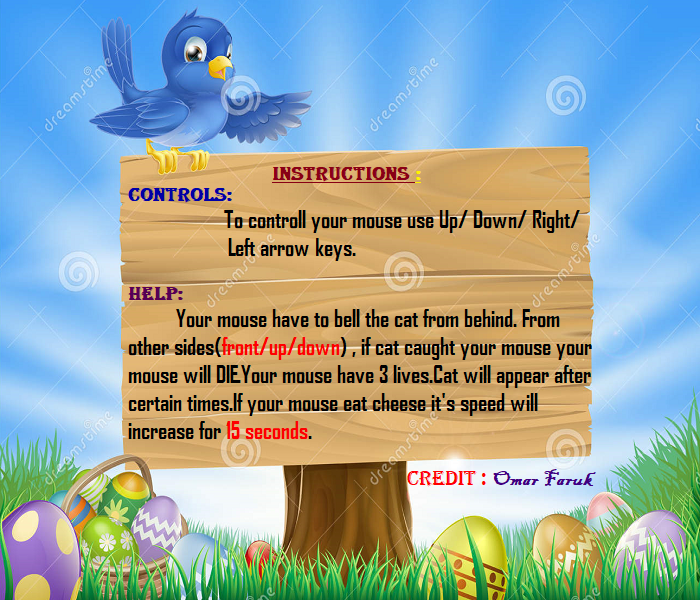 INSTRUCTIONS :
CONTROLS:
To controll your mouse use Up/ Down/ Right/
Left arrow keys.
HELP:
Your mouse have to bell the cat from behind. From
other sides(front/up/down) , if cat caught your mouse your
mouse will DIE.Your mouse have 3 lives.Cat will appear after
certain times.If your mouse eat cheese it's speed will
increase for 15 seconds.
CREDIT : Omar Faruk
dreamstime
dreamstime
dreamstime
dreamstime
dreamstime
dreamstime
dreamstime
dreamstime